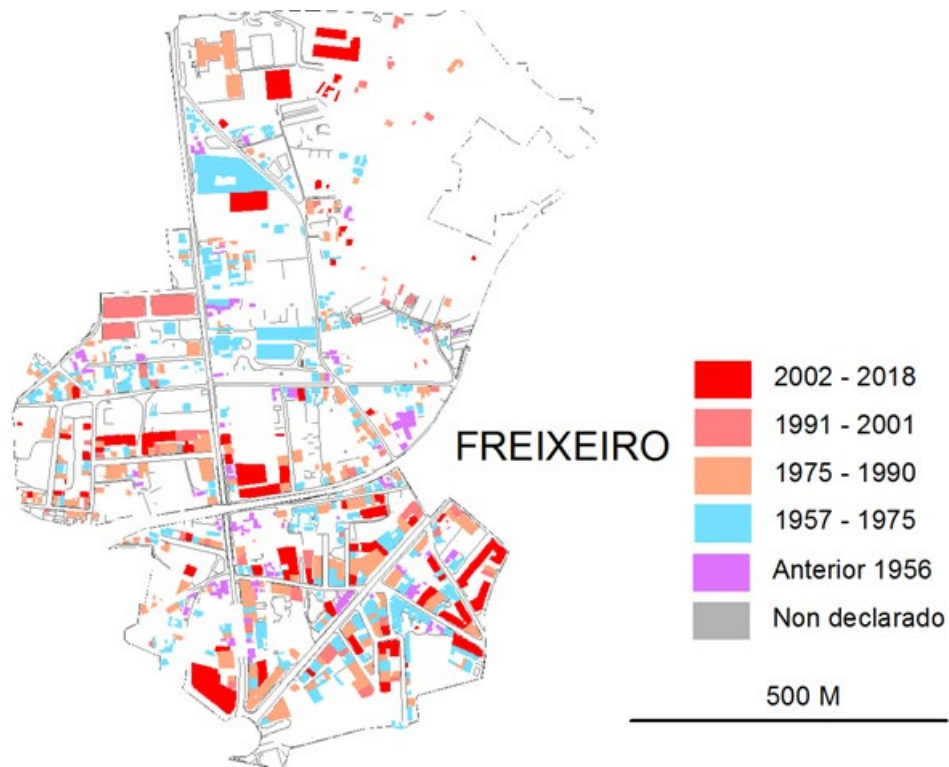 2002 - 2018
1991 - 2001
FREIXEIRO
1975 - 1990
1957 - 1975
Anterior 1956
Non declarado
500 M